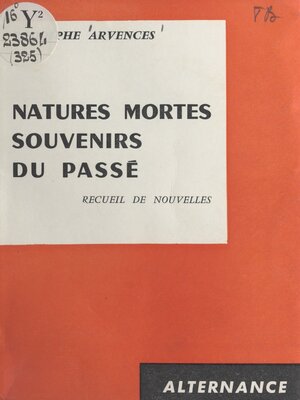 16° Y²
23864
(325)
PHE ARVENCES
NATURES MORTES
SOUVENIRS
DU PASSÉ
RECUEIL DE NOUVELLES
ALTERNANCE